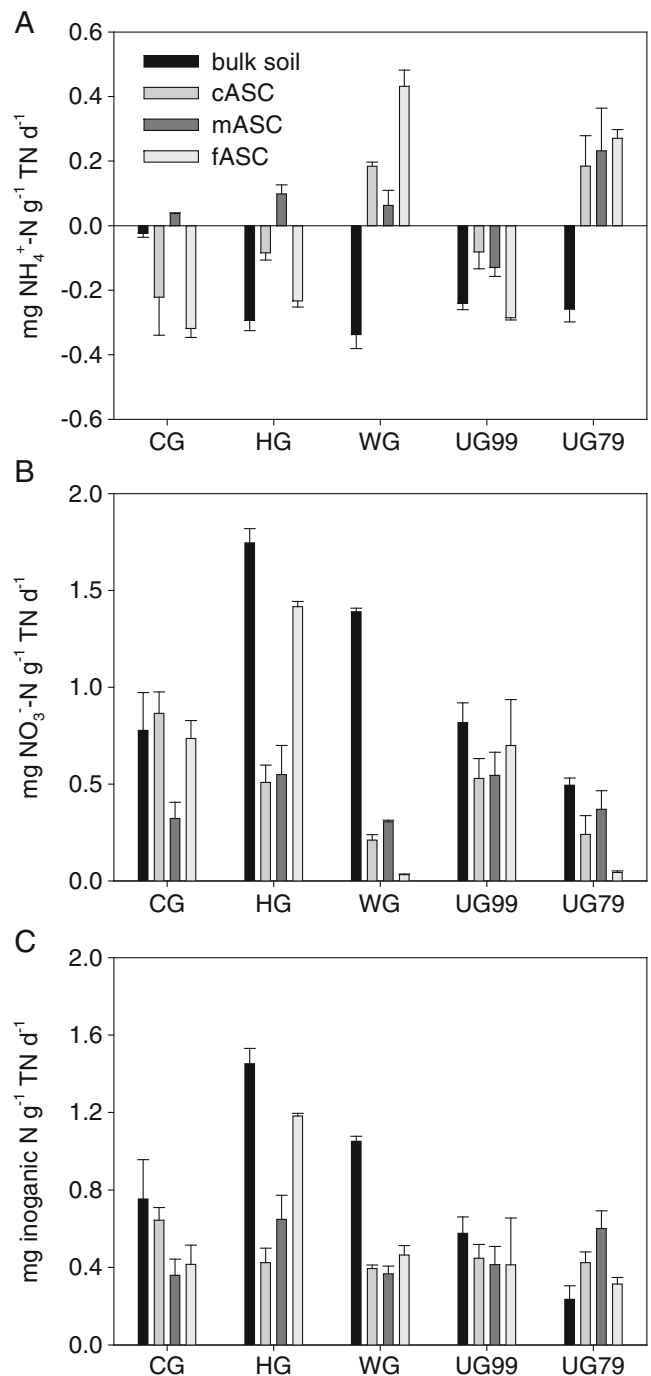 A
mg NH₄⁺-N g⁻¹ TN d⁻¹
0.6
0.4
0.2
0.0
-0.2
-0.4
-0.6
bulk soil
cASC
mASC
fASC
CG HG WG UG99 UG79
B
mg NO₃⁻-N g⁻¹ TN d⁻¹
2.0
1.5
1.0
0.5
0.0
CG HG WG UG99 UG79
C
mg inoganic N g⁻¹ TN d⁻¹
2.0
1.6
1.2
0.8
0.4
0.0
CG HG WG UG99 UG79